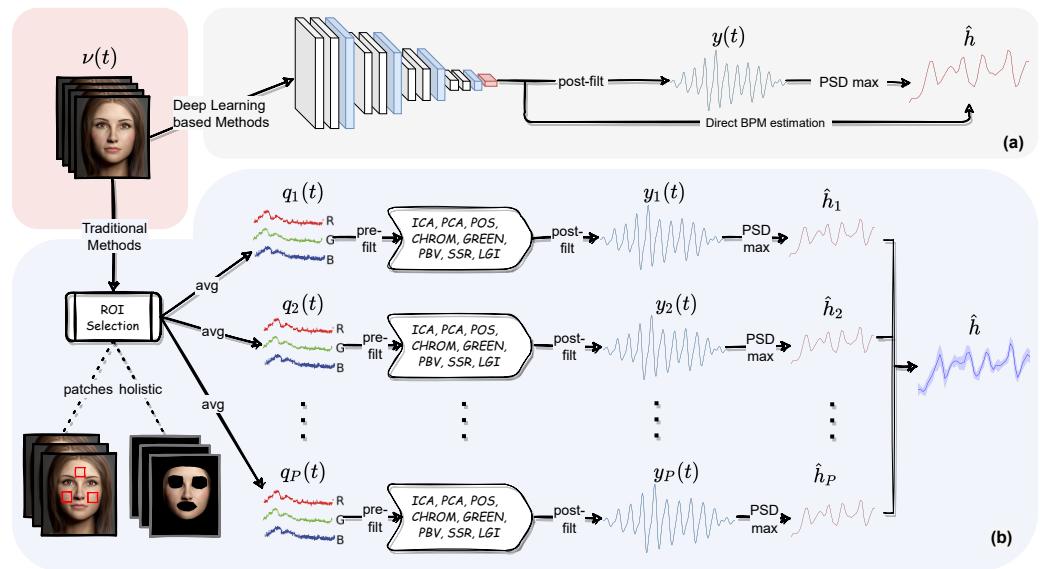 ν(t)
Deep Learning
based Methods
post-filt
y(t)
PSD max
ĥ
Direct BPM estimation
(a)
Traditional
Methods
ROI
Selection
patches holistic
avg
q₁(t)
R
G
B
pre-
filt
ICA, PCA, POS,
CHROM, GREEN,
PBV, SSR, LGI
post-
filt
y₁(t)
PSD
max
ĥ₁
avg
q₂(t)
R
G
B
pre-
filt
ICA, PCA, POS,
CHROM, GREEN,
PBV, SSR, LGI
post-
filt
y₂(t)
PSD
max
ĥ₂
ĥ
avg
q_P(t)
R
G
B
pre-
filt
ICA, PCA, POS,
CHROM, GREEN,
PBV, SSR, LGI
post-
filt
y_P(t)
PSD
max
ĥ_P
(b)